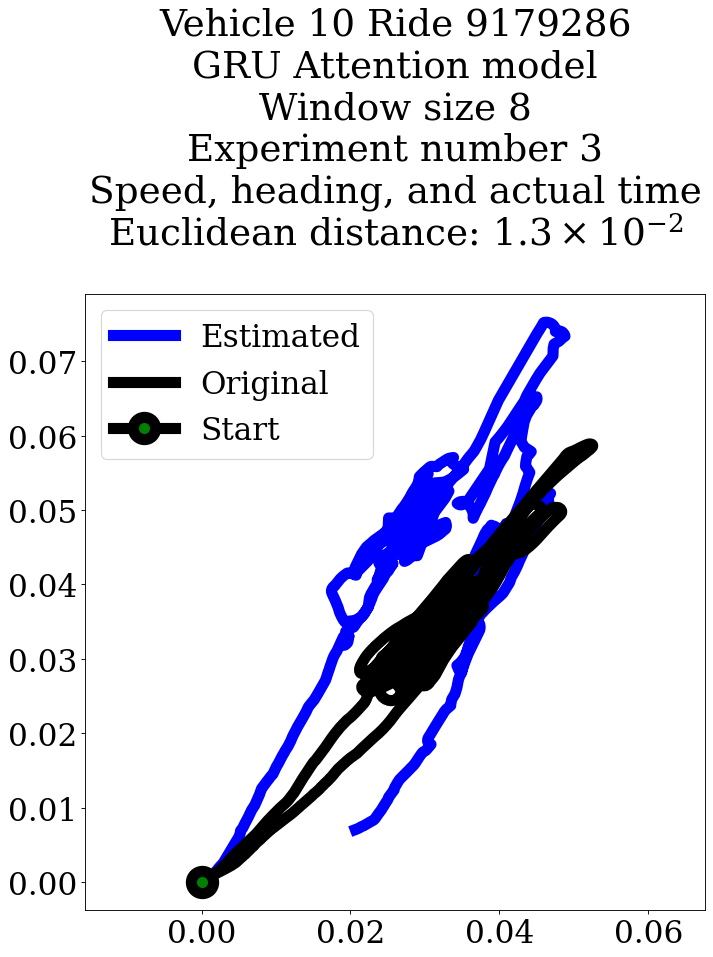 Vehicle 10 Ride 9179286
GRU Attention model
Window size 8
Experiment number 3
Speed, heading, and actual time
Euclidean distance: 1.3 × 10⁻²
Estimated
Original
Start
0.07
0.06
0.05
0.04
0.03
0.02
0.01
0.00
0.00 0.02 0.04 0.06